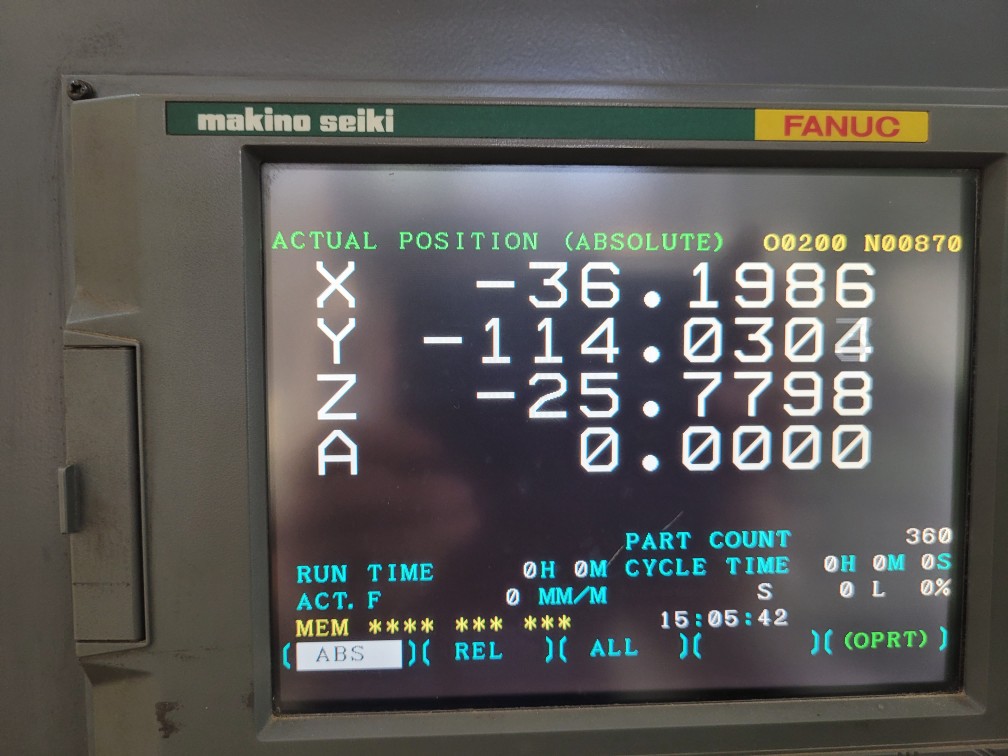 makino seiki FANUC
ACTUAL POSITION (ABSOLUTE) O0200 N00870
X -36.1986
Y -114.0304
Z -25.7798
A 0.0000
PART COUNT 360
RUN TIME 0H 0M CYCLE TIME 0H 0M 0S
ACT. F 0 MM/M S 0 L 0%
MEM **** *** *** 15:05:42
( ABS )( REL )( ALL )( )( (OPRT) )